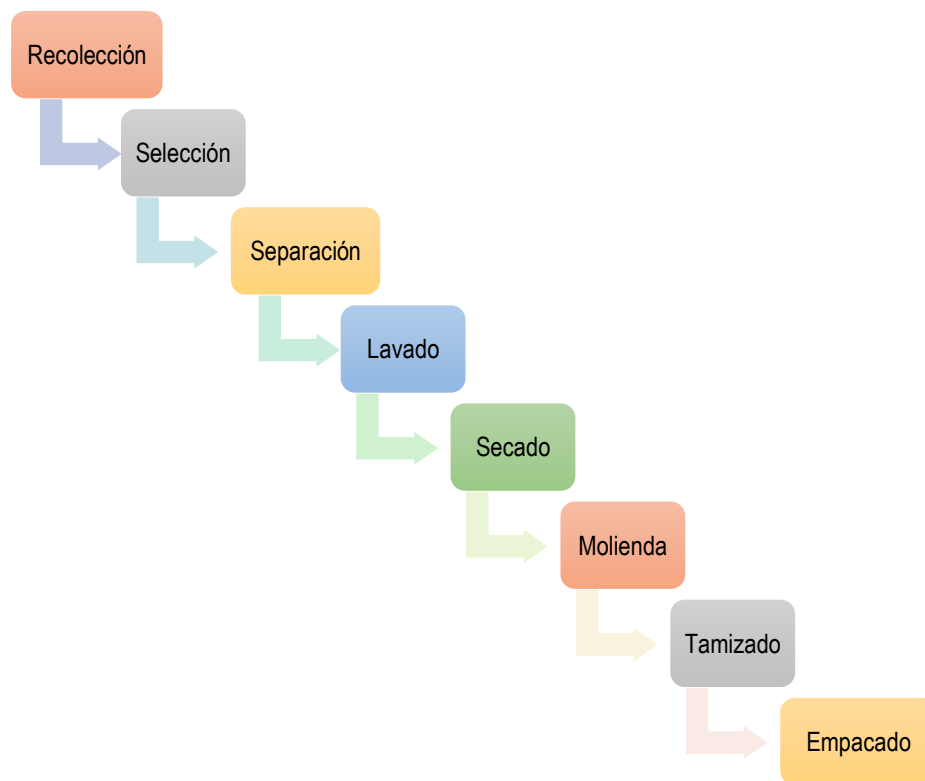 Recolección
Selección
Separación
Lavado
Secado
Molienda
Tamizado
Empacado